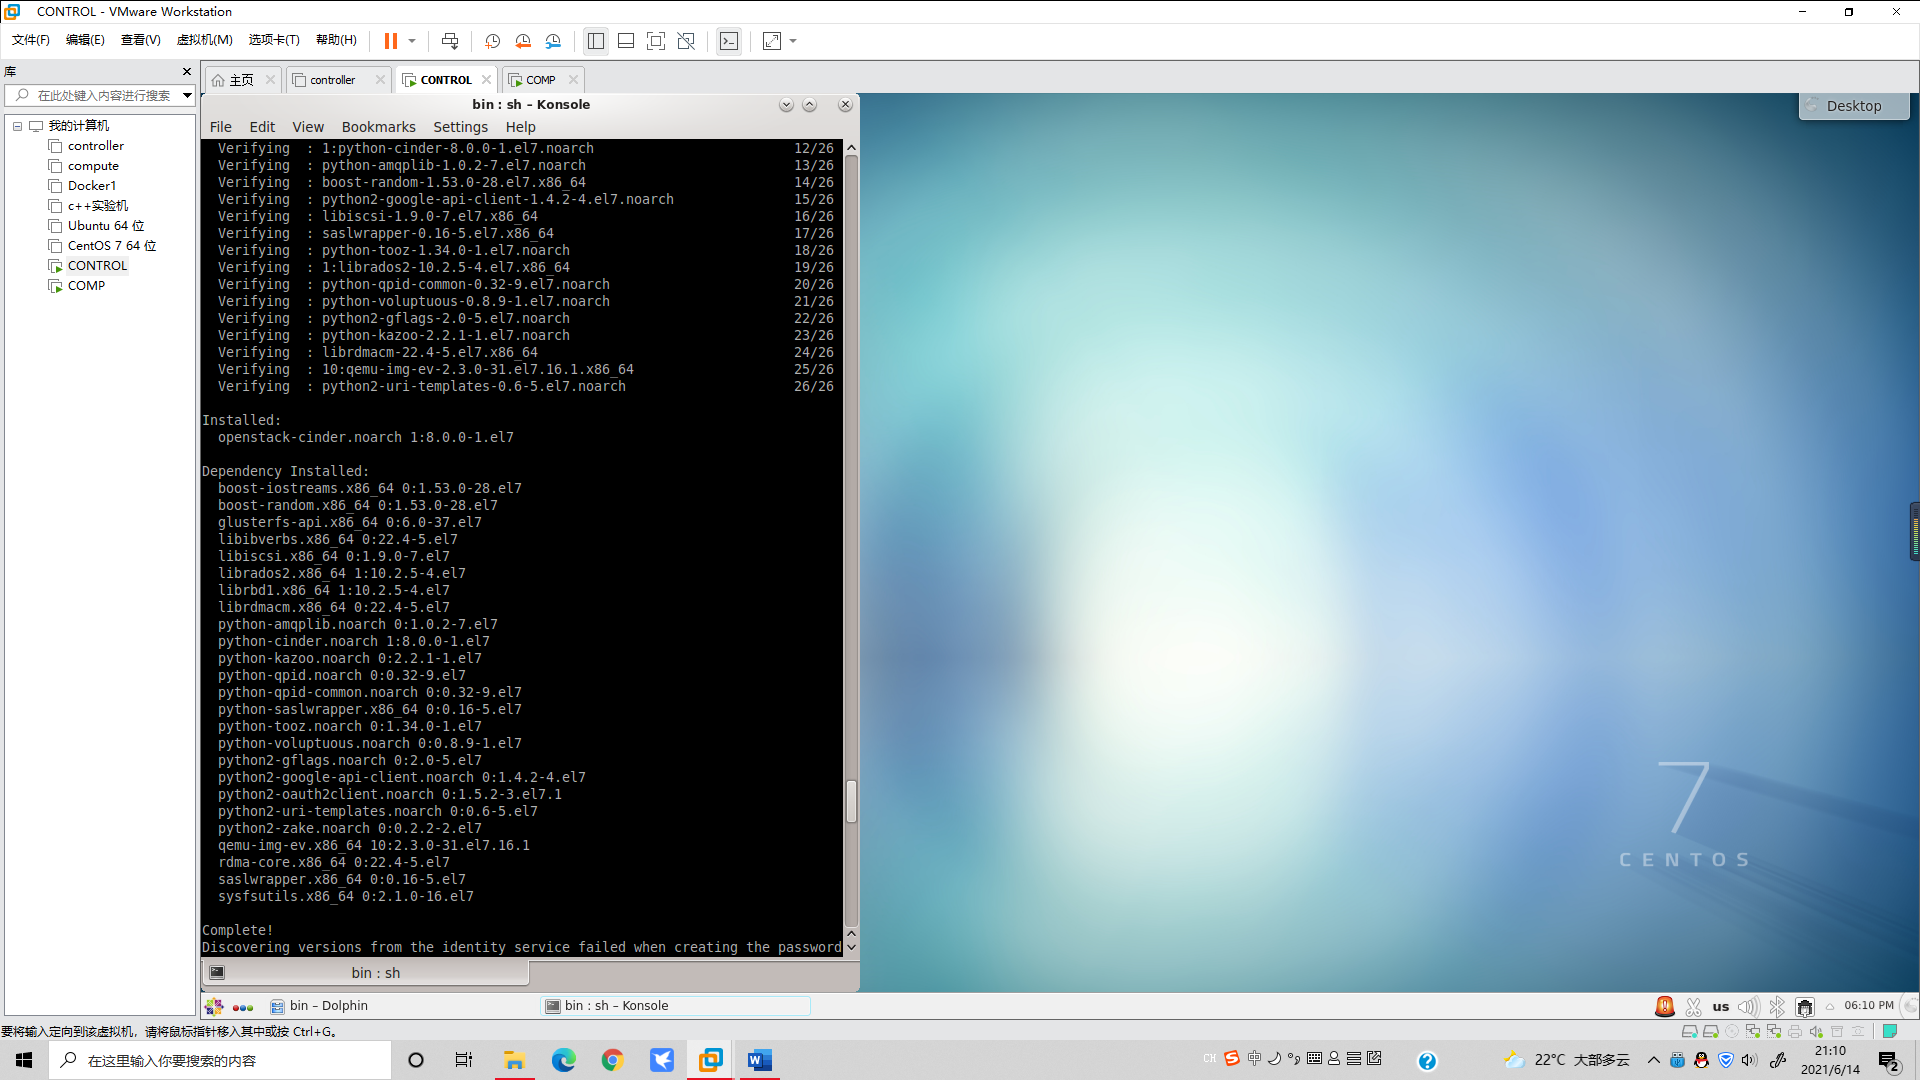 CONTROL - VMware Workstation
文件(F) 编辑(E) 查看(V) 虚拟机(M) 选项卡(T) 帮助(H)
库
在此处键入内容进行搜索
我的计算机
controller
compute
Docker1
c++实验机
Ubuntu 64 位
CentOS 7 64 位
CONTROL
COMP
主页 controller CONTROL COMP
bin : sh – Konsole
File Edit View Bookmarks Settings Help
Verifying : 1:python-cinder-8.0.0-1.el7.noarch 12/26
Verifying : python-amqplib-1.0.2-7.el7.noarch 13/26
Verifying : boost-random-1.53.0-28.el7.x86_64 14/26
Verifying : python2-google-api-client-1.4.2-4.el7.noarch 15/26
Verifying : libiscsi-1.9.0-7.el7.x86_64 16/26
Verifying : saslwrapper-0.16-5.el7.x86_64 17/26
Verifying : python-tooz-1.34.0-1.el7.noarch 18/26
Verifying : 1:librados2-10.2.5-4.el7.x86_64 19/26
Verifying : python-qpid-common-0.32-9.el7.noarch 20/26
Verifying : python-voluptuous-0.8.9-1.el7.noarch 21/26
Verifying : python2-gflags-2.0-5.el7.noarch 22/26
Verifying : python-kazoo-2.2.1-1.el7.noarch 23/26
Verifying : librdmacm-22.4-5.el7.x86_64 24/26
Verifying : 10:qemu-img-ev-2.3.0-31.el7.16.1.x86_64 25/26
Verifying : python2-uri-templates-0.6-5.el7.noarch 26/26
Installed:
openstack-cinder.noarch 1:8.0.0-1.el7
Dependency Installed:
boost-iostreams.x86_64 0:1.53.0-28.el7
boost-random.x86_64 0:1.53.0-28.el7
glusterfs-api.x86_64 0:6.0-37.el7
libibverbs.x86_64 0:22.4-5.el7
libiscsi.x86_64 0:1.9.0-7.el7
librados2.x86_64 1:10.2.5-4.el7
librbd1.x86_64 1:10.2.5-4.el7
librdmacm.x86_64 0:22.4-5.el7
python-amqplib.noarch 0:1.0.2-7.el7
python-cinder.noarch 1:8.0.0-1.el7
python-kazoo.noarch 0:2.2.1-1.el7
python-qpid.noarch 0:0.32-9.el7
python-qpid-common.noarch 0:0.32-9.el7
python-saslwrapper.x86_64 0:0.16-5.el7
python-tooz.noarch 0:1.34.0-1.el7
python-voluptuous.noarch 0:0.8.9-1.el7
python2-gflags.noarch 0:2.0-5.el7
python2-google-api-client.noarch 0:1.4.2-4.el7
python2-oauth2client.noarch 0:1.5.2-3.el7.1
python2-uri-templates.noarch 0:0.6-5.el7
python2-zake.noarch 0:0.2.2-2.el7
qemu-img-ev.x86_64 10:2.3.0-31.el7.16.1
rdma-core.x86_64 0:22.4-5.el7
saslwrapper.x86_64 0:0.16-5.el7
sysfsutils.x86_64 0:2.1.0-16.el7
Complete!
Discovering versions from the identity service failed when creating the password
bin : sh
Desktop
7
CENTOS
bin – Dolphin
bin : sh – Konsole
us
06:10 PM
要将输入定向到该虚拟机，请将鼠标指针移入其中或按 Ctrl+G。
在这里输入你要搜索的内容
CH 中
22°C 大部多云
21:10
2021/6/14
2